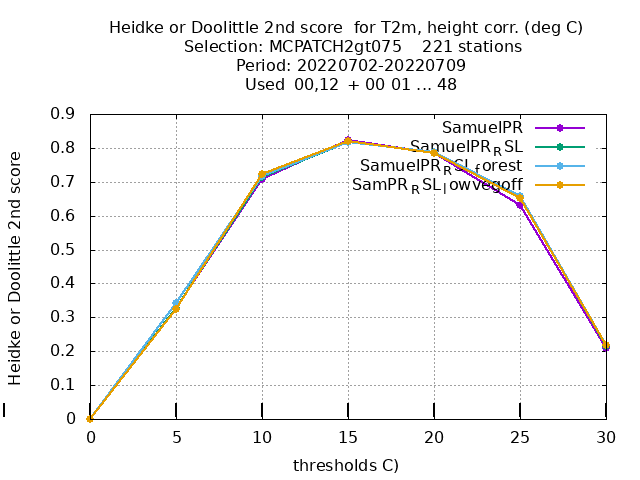 Heidke or Doolittle 2nd score  for T2m, height corr. (deg C)
Selection: MCPATCH2gt075    221 stations
Period: 20220702-20220709
Used  00,12  + 00 01 ... 48
Heidke or Doolittle 2nd score
0.9
0.8
0.7
0.6
0.5
0.4
0.3
0.2
0.1
0
SamuelPR
SamuelPR_RSL
SamuelPR_RSL_forest
SamPR_RSL_lowvegoff
0 5 10 15 20 25 30
thresholds C)